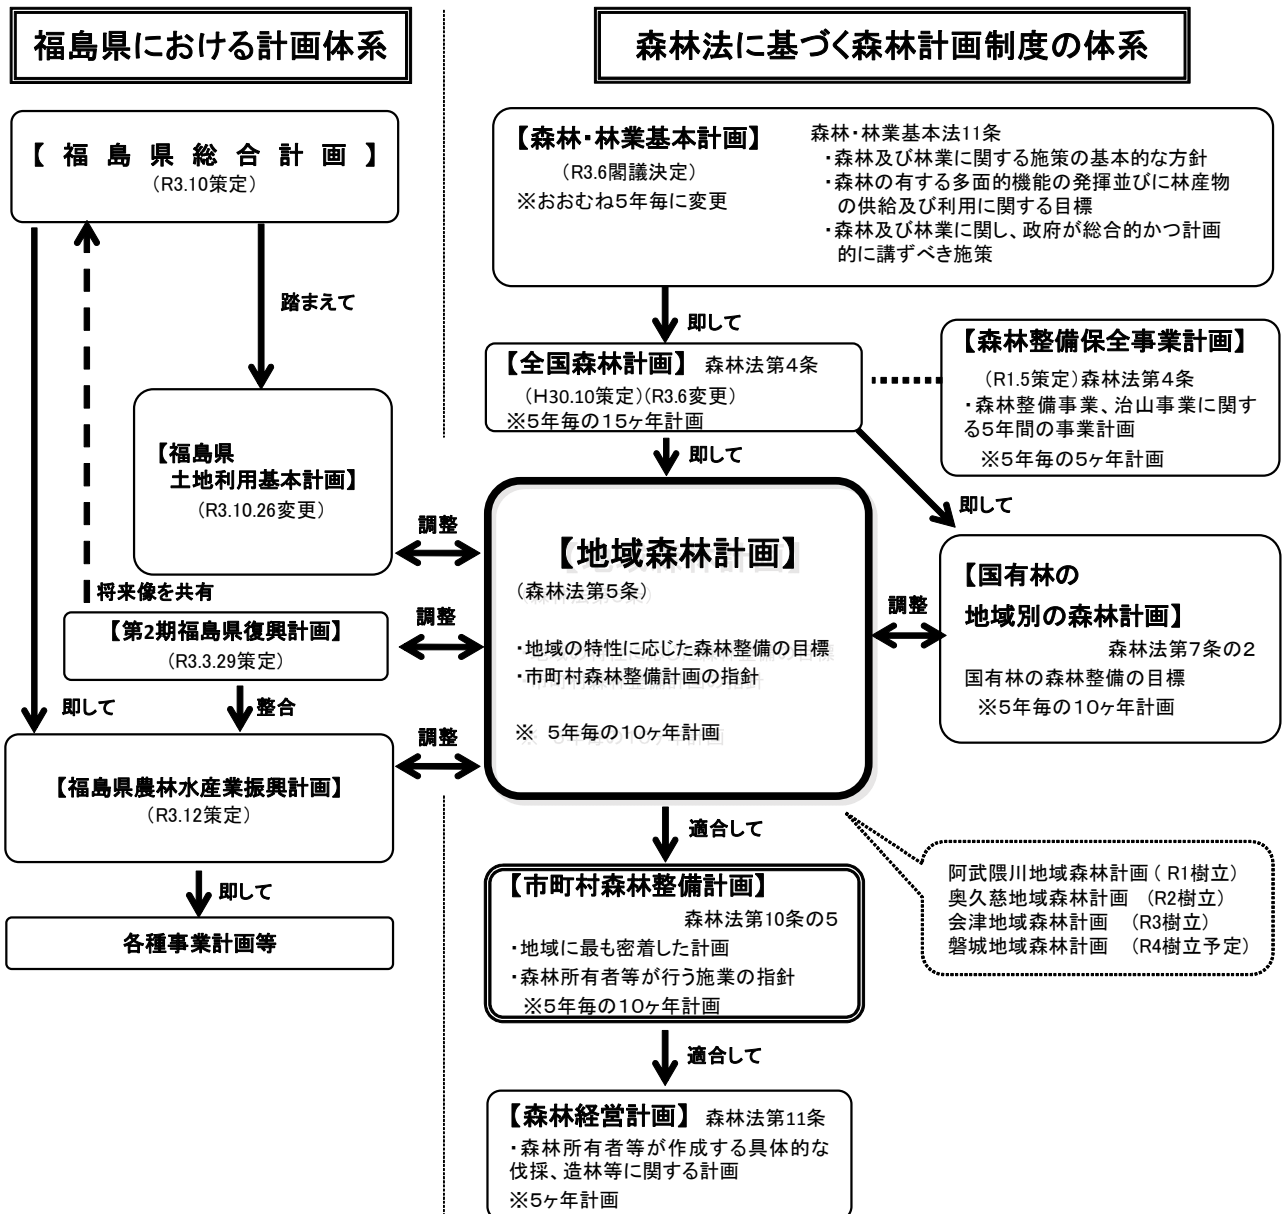 福島県における計画体系
【福島県総合計画】
(R3.10策定)
踏まえて
【福島県
土地利用基本計画】
(R3.10.26変更)
調整
将来像を共有
【第2期福島県復興計画】
(R3.3.29策定)
調整
即して
整合
調整
【福島県農林水産業振興計画】
(R3.12策定)
即して
各種事業計画等
森林法に基づく森林計画制度の体系
【森林・林業基本計画】
(R3.6閣議決定)
※おおむね5年毎に変更
森林・林業基本法11条
・森林及び林業に関する施策の基本的な方針
・森林の有する多面的機能の発揮並びに林産物
の供給及び利用に関する目標
・森林及び林業に関し、政府が総合的かつ計画
的に講ずべき施策
即して
【全国森林計画】 森林法第4条
(H30.10策定)(R3.6変更)
※5年毎の15ヶ年計画
【森林整備保全事業計画】
(R1.5策定)森林法第4条
・森林整備事業、治山事業に関す
る5年間の事業計画
※5年毎の5ヶ年計画
即して
即して
【地域森林計画】
(森林法第5条)
・地域の特性に応じた森林整備の目標
・市町村森林整備計画の指針
※ 5年毎の10ヶ年計画
調整
【国有林の
地域別の森林計画】
森林法第7条の2
国有林の森林整備の目標
※5年毎の10ヶ年計画
適合して
阿武隈川地域森林計画( R1樹立)
奥久慈地域森林計画 (R2樹立)
会津地域森林計画 (R3樹立)
磐城地域森林計画 (R4樹立予定)
【市町村森林整備計画】
森林法第10条の5
・地域に最も密着した計画
・森林所有者等が行う施業の指針
※5年毎の10ヶ年計画
適合して
【森林経営計画】 森林法第11条
・森林所有者等が作成する具体的な
伐採、造林等に関する計画
※5ヶ年計画